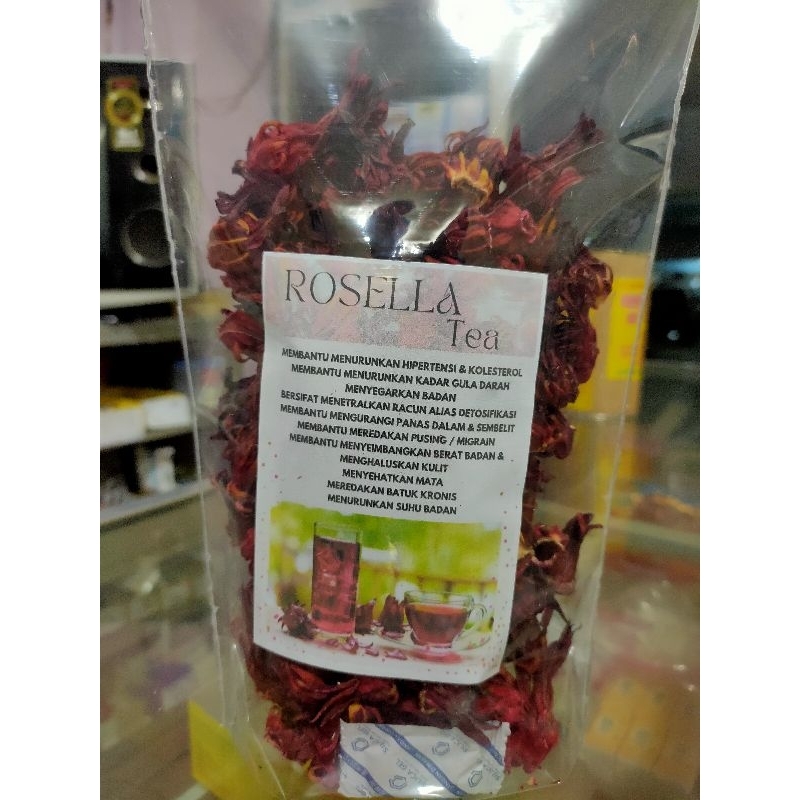 ROSELLA
Tea
MEMBANTU MENURUNKAN HIPERTENSI & KOLESTEROL
MEMBANTU MENURUNKAN KADAR GULA DARAH
MENYEGARKAN BADAN
BERSIFAT MENETRALKAN RACUN ALIAS DETOSIFIKASI
MEMBANTU MENGURANGI PANAS DALAM & SEMBELIT
MEMBANTU MEREDAKAN PUSING / MIGRAIN
MEMBANTU MENYEIMBANGKAN BERAT BADAN &
MENGHALUSKAN KULIT
MENYEHATKAN MATA
MEREDAKAN BATUK KRONIS
MENURUNKAN SUHU BADAN